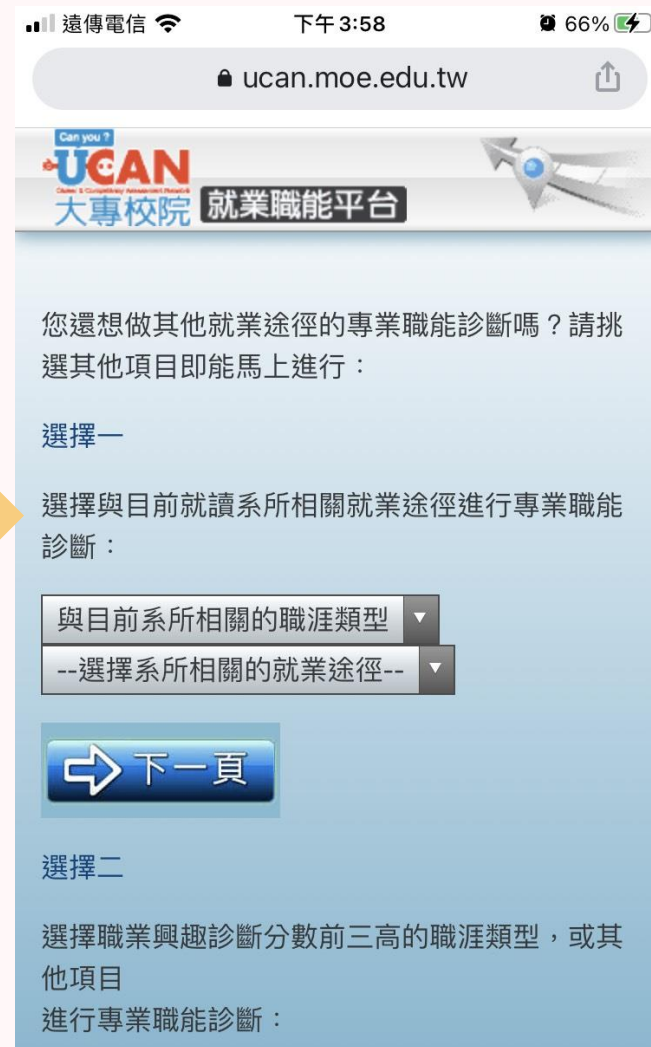 遠傳電信
下午3:58
66%
ucan.moe.edu.tw
Can you ?
UCAN
大專校院 就業職能平台
您還想做其他就業途徑的專業職能診斷嗎？請挑
選其他項目即能馬上進行：
選擇一
選擇與目前就讀系所相關就業途徑進行專業職能
診斷：
與目前系所相關的職涯類型
--選擇系所相關的就業途徑--
下一頁
選擇二
選擇職業興趣診斷分數前三高的職涯類型，或其
他項目
進行專業職能診斷：